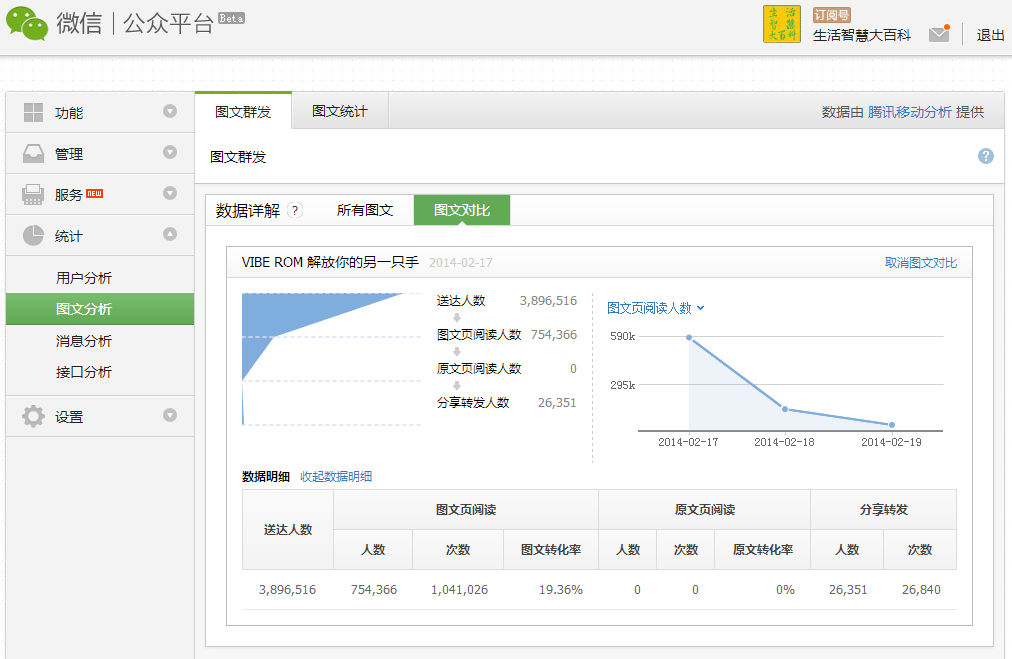 微信 | 公众平台 Beta
生活智慧大百科
订阅号
生活智慧大百科
退出
功能
管理
服务 NEW
统计
用户分析
图文分析
消息分析
接口分析
设置
图文群发 图文统计 数据由 腾讯移动分析 提供
图文群发 ?
数据详解 ? 所有图文 图文对比
VIBE ROM 解放你的另一只手 2014-02-17 取消图文对比
送达人数 3,896,516
图文页阅读人数 754,366
原文页阅读人数 0
分享转发人数 26,351
图文页阅读人数
590k
295k
2014-02-17 2014-02-18 2014-02-19
数据明细 收起数据明细
送达人数 图文页阅读 原文页阅读 分享转发
人数 次数 图文转化率 人数 次数 原文转化率 人数 次数
3,896,516 754,366 1,041,026 19.36% 0 0 0% 26,351 26,840